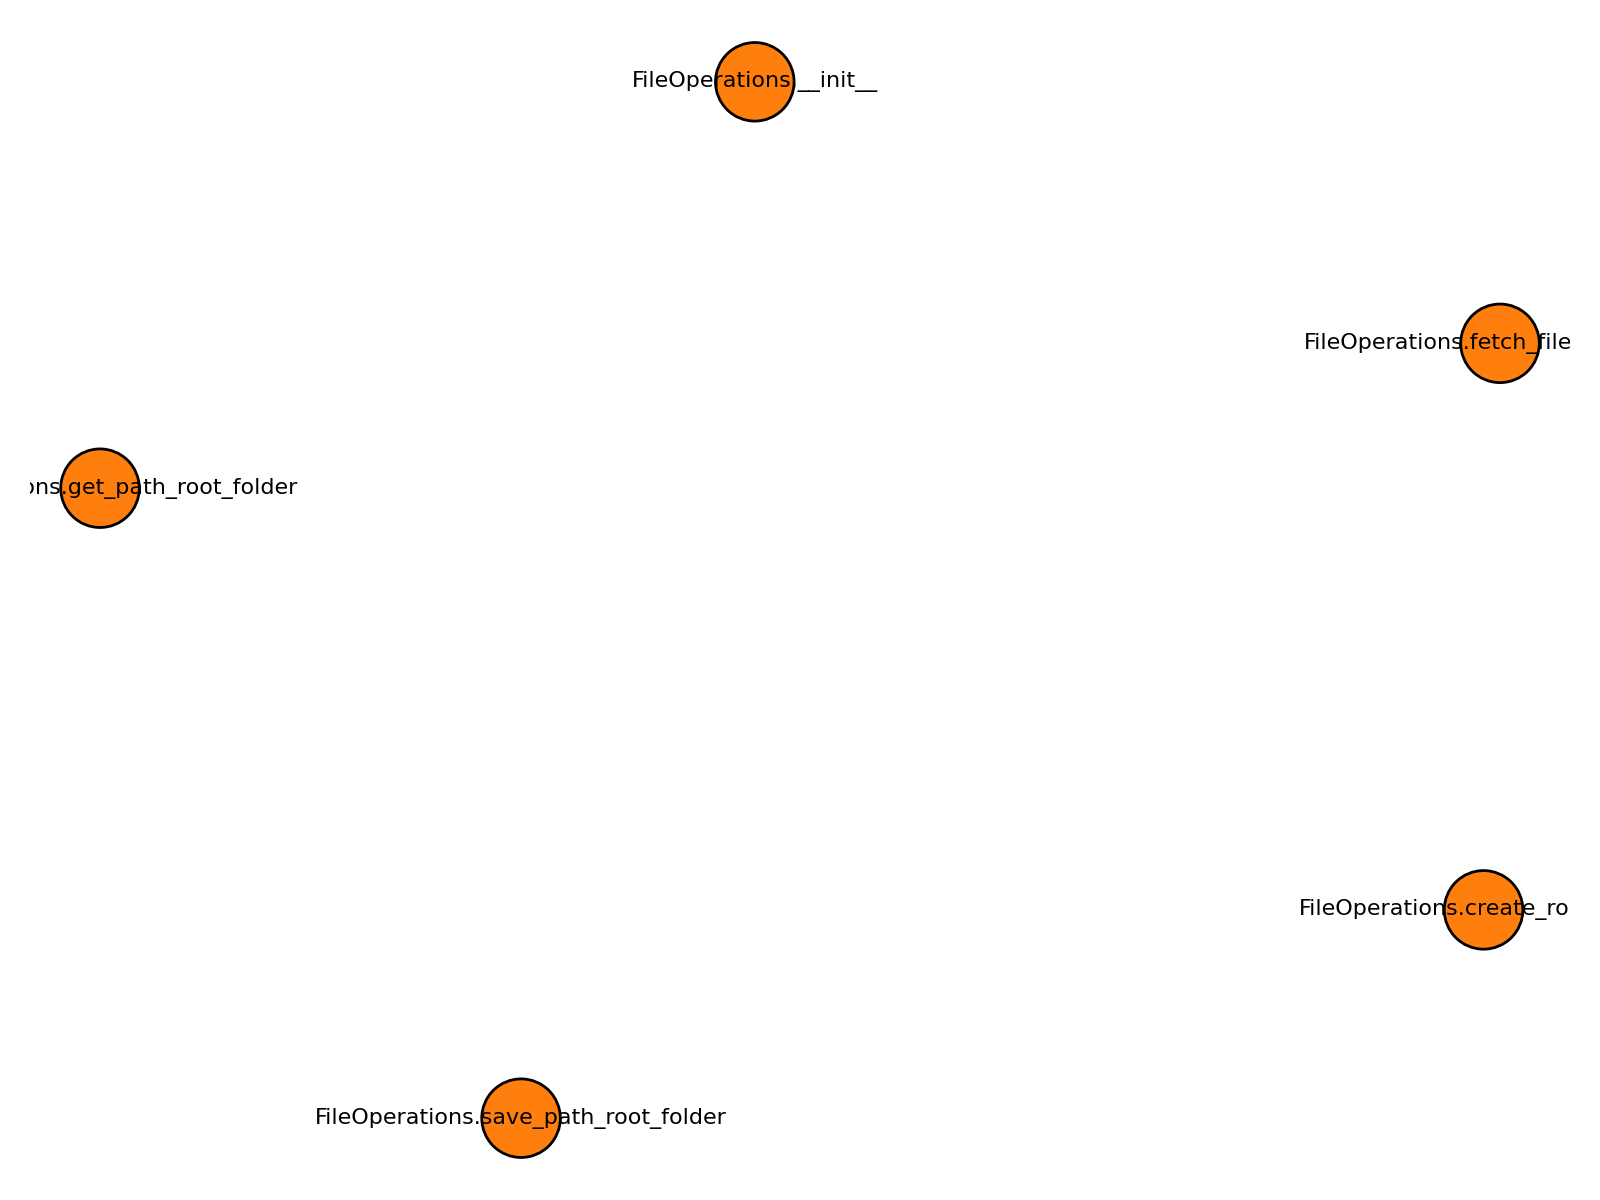 FileOperations.__init__
FileOperations.fetch_file
ons.get_path_root_folder
FileOperations.create_ro
FileOperations.save_path_root_folder